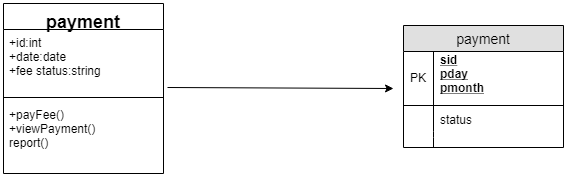 payment
+id:int
+date:date
+fee status:string
+payFee()
+viewPayment()
report()
payment
PK
sid
pday
pmonth
status